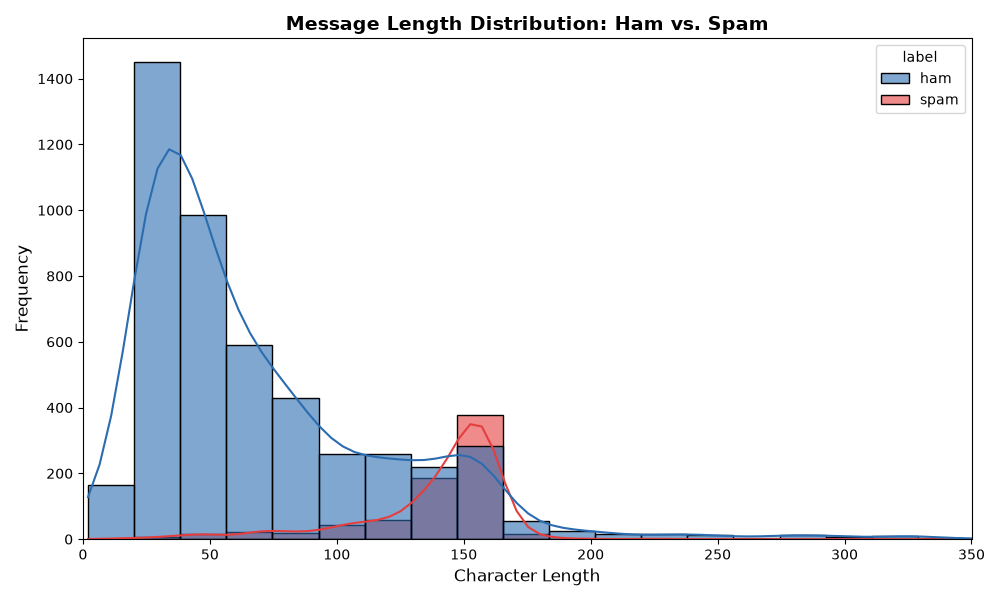 Message Length Distribution: Ham vs. Spam
label
ham
spam
Frequency
1400
1200
1000
800
600
400
200
0
0 50 100 150 200 250 300 350
Character Length